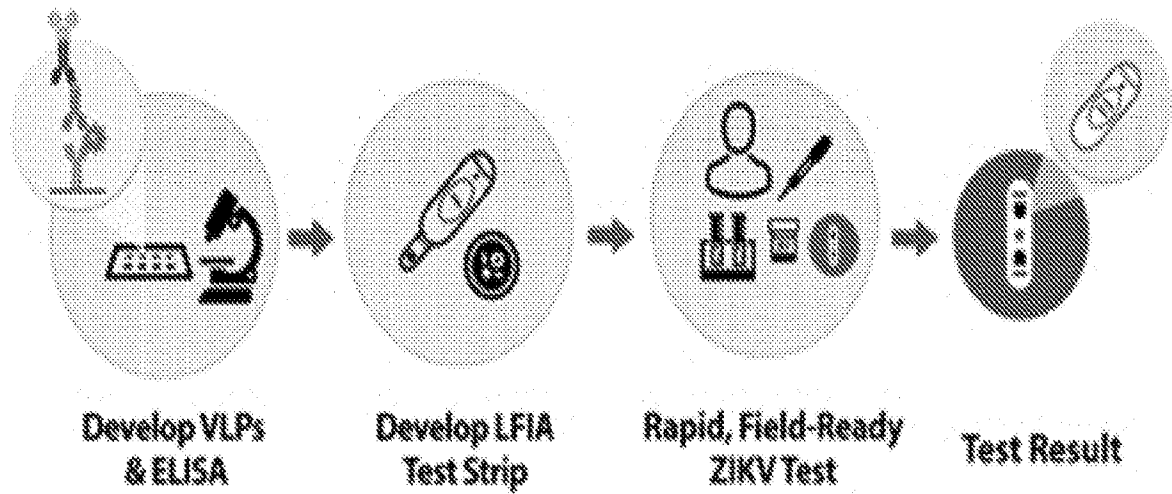 Develop VLPs
& ELISA
Develop LFIA
Test Strip
Rapid, Field-Ready
ZIKV Test
Test Result